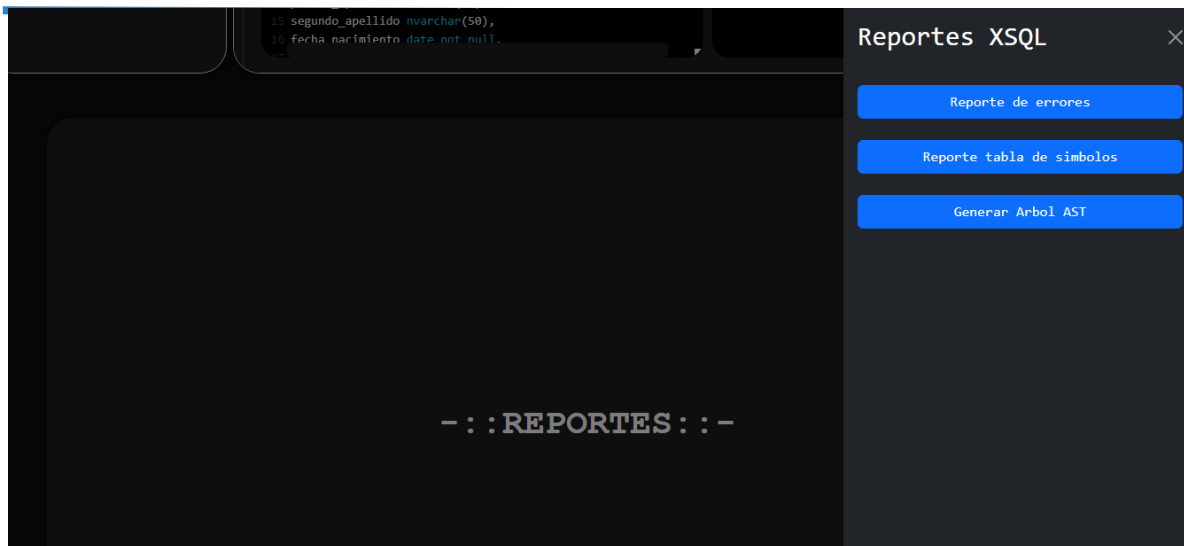 15 segundo_apellido nvarchar(50),
16 fecha_nacimiento date not null,
Reportes XSQL
Reporte de errores
Reporte tabla de simbolos
Generar Arbol AST
-::REPORTES::-